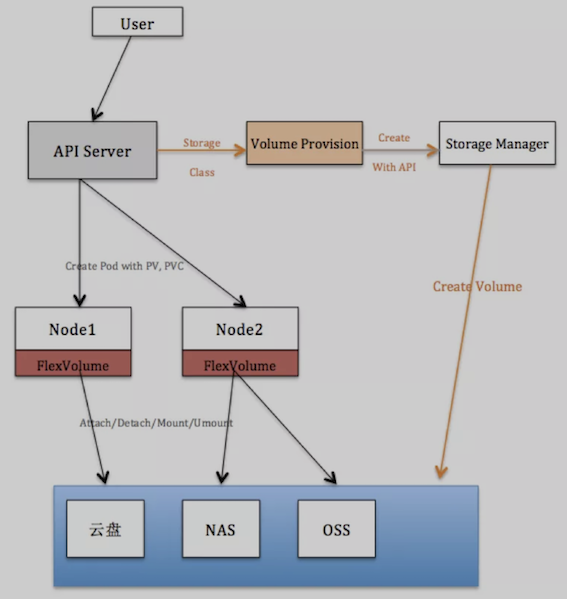 User
API Server
Storage
Class
Volume Provision
Create
With API
Storage Manager
Create Pod with PV, PVC
Create Volume
Node1
FlexVolume
Node2
FlexVolume
Attach/Detach/Mount/Umount
云盘
NAS
OSS